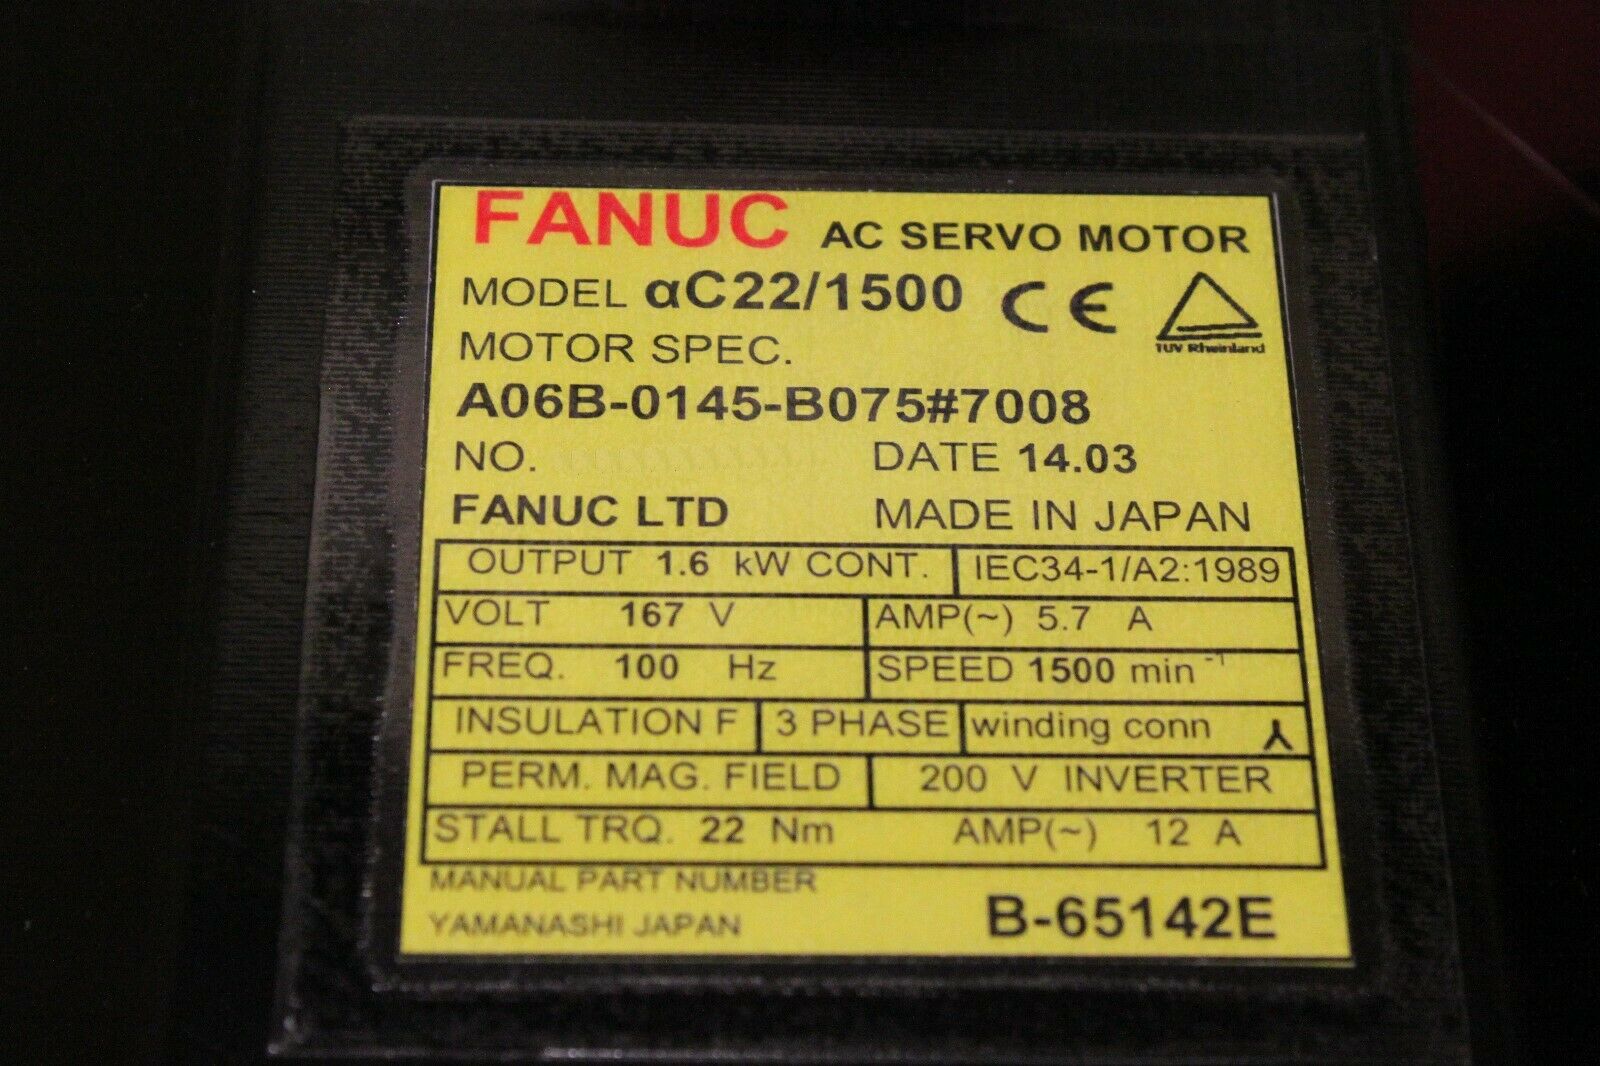 FANUC AC SERVO MOTOR
MODEL αC22/1500 CE
TUV Rheinland
MOTOR SPEC.
A06B-0145-B075#7008
NO. DATE 14.03
FANUC LTD MADE IN JAPAN
OUTPUT 1.6 kW CONT. IEC34-1/A2:1989
VOLT 167 V AMP(~) 5.7 A
FREQ. 100 Hz SPEED 1500 min⁻¹
INSULATION F 3 PHASE winding conn
PERM. MAG. FIELD 200 V INVERTER
STALL TRQ. 22 Nm AMP(~) 12 A
MANUAL PART NUMBER
YAMANASHI JAPAN B-65142E